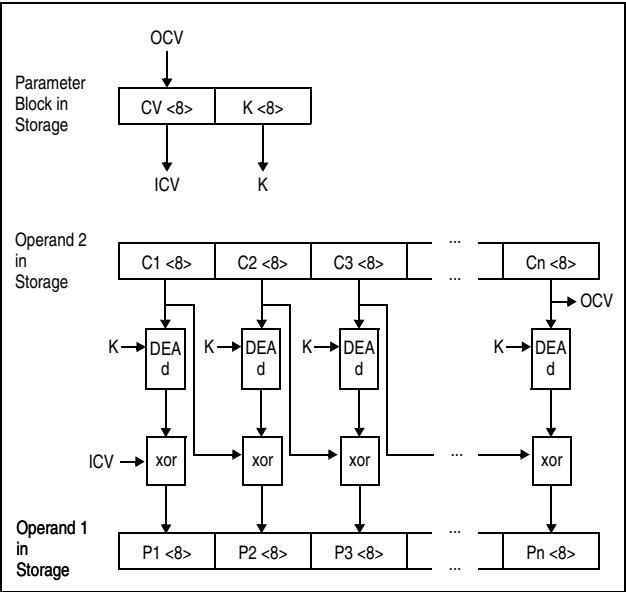 OCV
Parameter
Block in
Storage
CV <8> K <8>
ICV K
Operand 2
in
Storage
C1 <8> C2 <8> C3 <8> ... ... Cn <8>
OCV
K DEA d K DEA d K DEA d K DEA d
ICV xor xor xor ... xor
Operand 1
in
Storage
P1 <8> P2 <8> P3 <8> ... ... Pn <8>